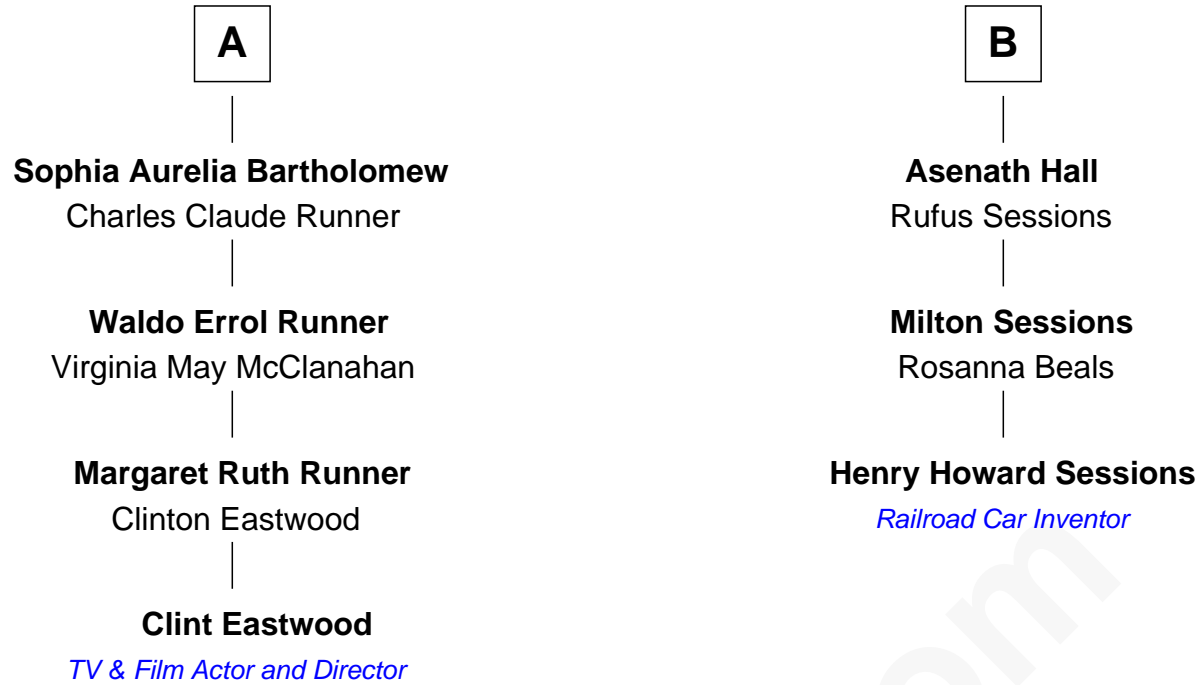 A
Sophia Aurelia Bartholomew
Charles Claude Runner
Waldo Errol Runner
Virginia May McClanahan
Margaret Ruth Runner
Clinton Eastwood
Clint Eastwood
TV & Film Actor and Director
B
Asenath Hall
Rufus Sessions
Milton Sessions
Rosanna Beals
Henry Howard Sessions
Railroad Car Inventor
om